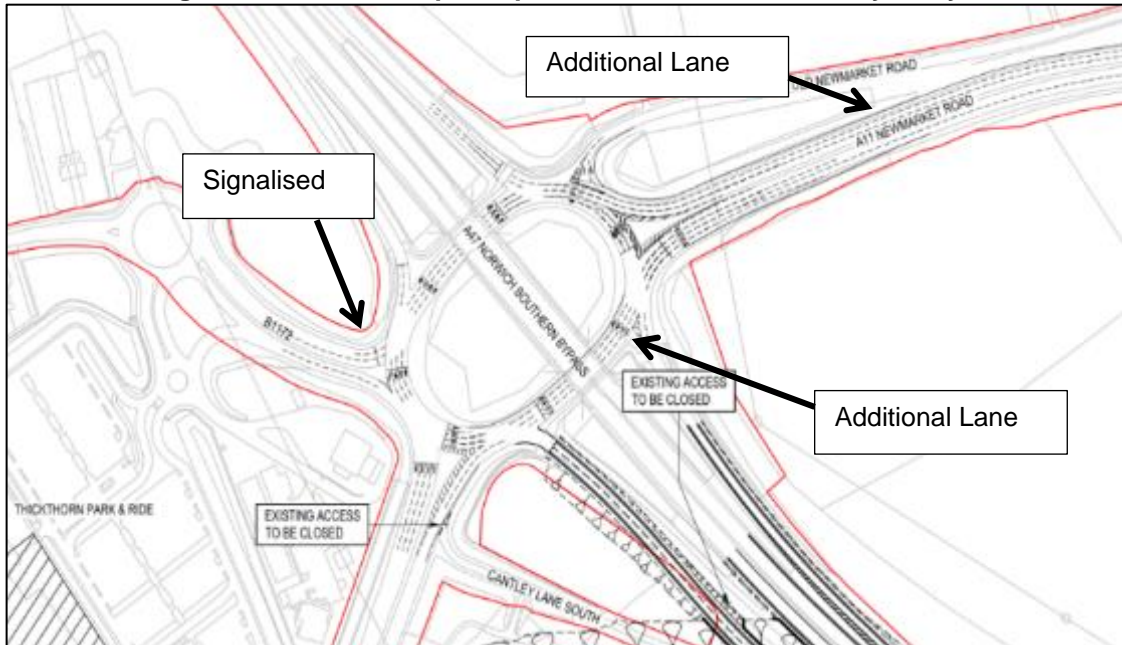 Additional Lane
OLD NEWMARKET ROAD
A11 NEWMARKET ROAD
Signalised
A47 NORWICH SOUTHERN BYPASS
B1172
EXISTING ACCESS
TO BE CLOSED
Additional Lane
THICKTHORN PARK & RIDE
EXISTING ACCESS
TO BE CLOSED
CANTLEY LANE SOUTH